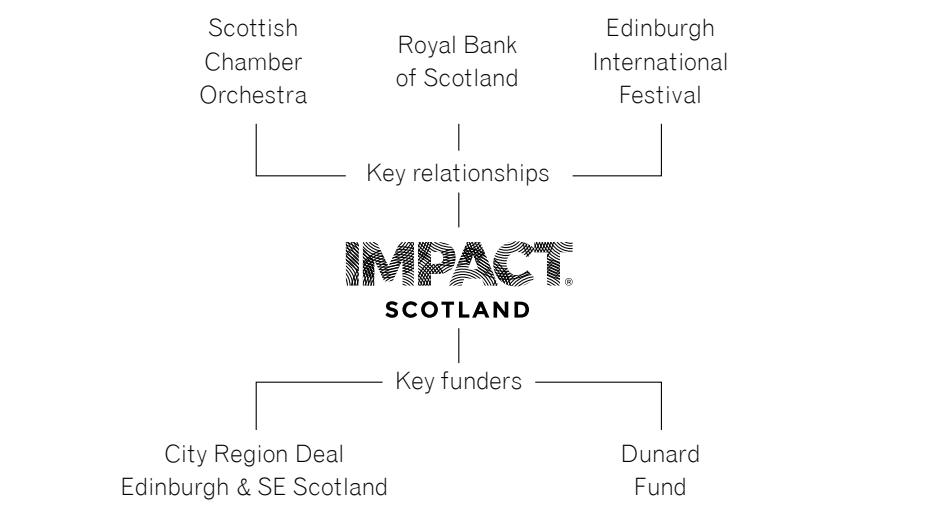 Scottish
Chamber
Orchestra
Royal Bank
of Scotland
Edinburgh
International
Festival
Key relationships
IMPACT®
SCOTLAND
Key funders
City Region Deal
Edinburgh & SE Scotland
Dunard
Fund